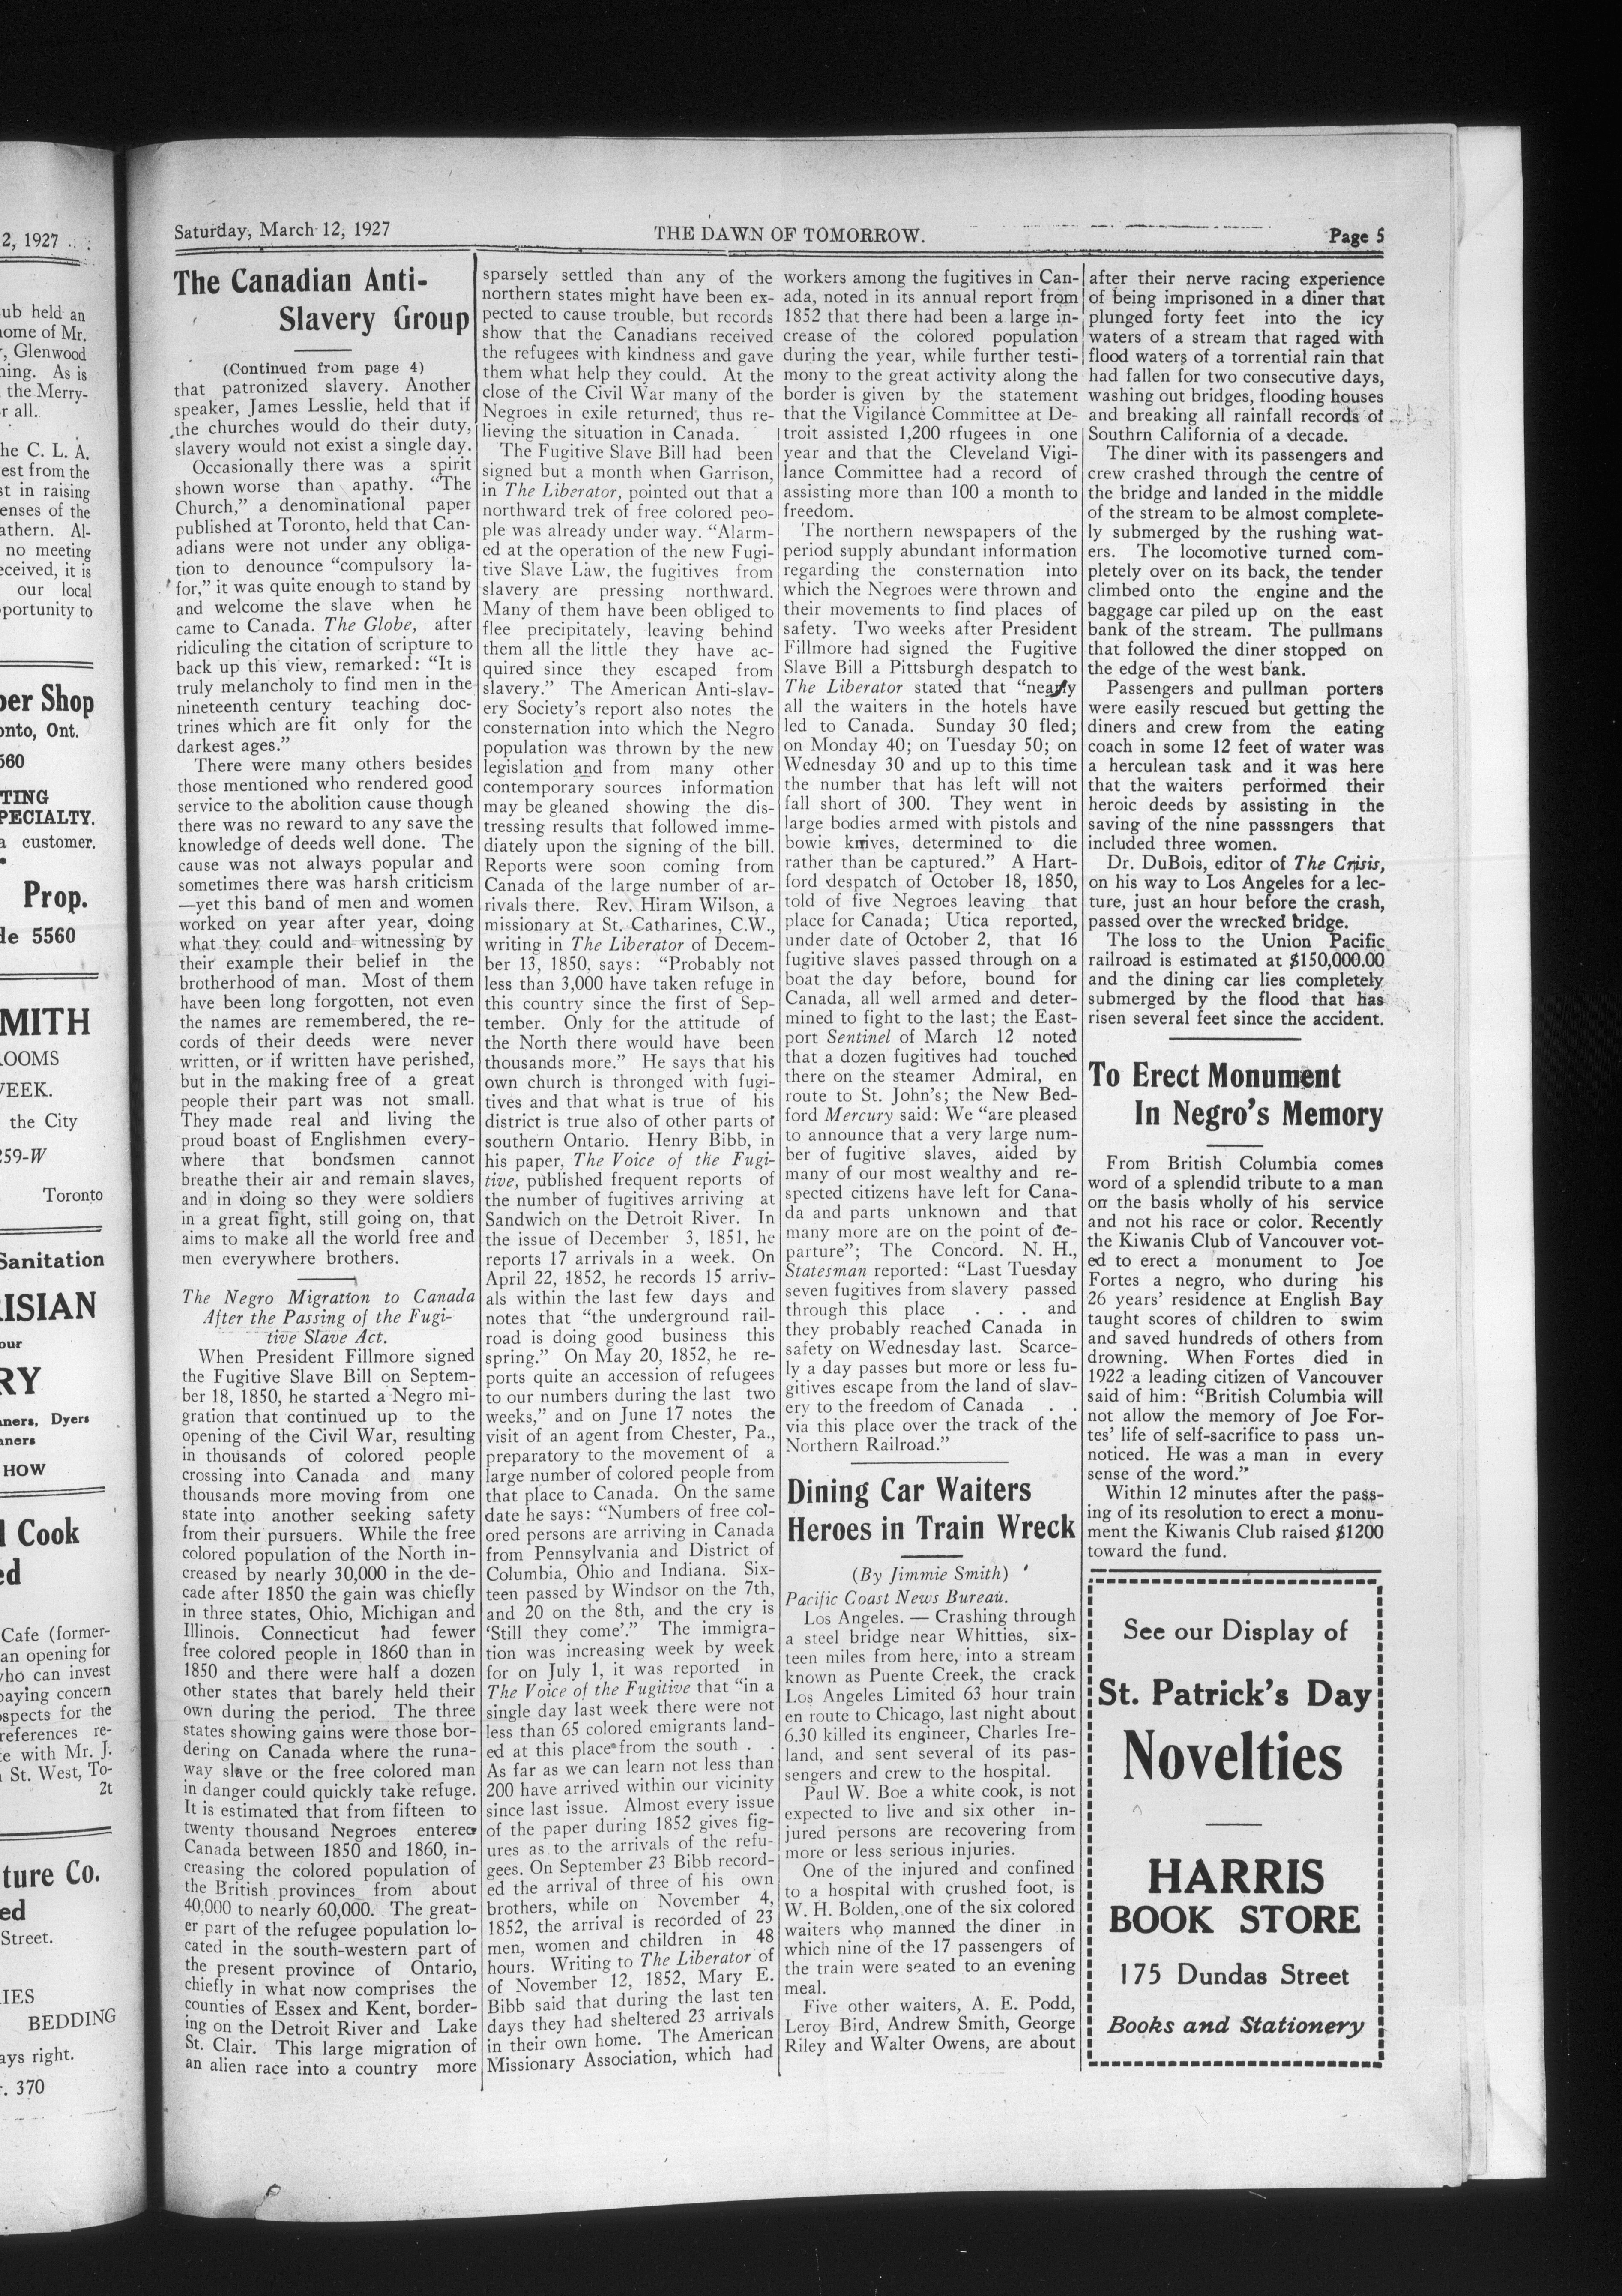 2, 1927
ub held an
ome of Mr.
, Glenwood
ning. As is
the Merry-
r all.
he C. L. A.
est from the
st in raising
enses of the
athern. Al-
no meeting
eceived, it is
our local
portunity to
per Shop
onto, Ont.
560
TING
PECIALTY.
a customer.
Prop.
de 5560
MITH
ROOMS
WEEK.
the City
259-W
Toronto
Sanitation
RISIAN
our
RY
aners, Dyers
aners
HOW
l Cook
ed
Cafe (former-
an opening for
who can invest
paying concern
ospects for the
references re-
te with Mr. J.
St. West, To-
2t
ture Co.
ed
Street.
IES
BEDDING
ays right.
r. 370
Saturday, March 12, 1927
THE DAWN OF TOMORROW.
Page 5
The Canadian Anti-
Slavery Group
(Continued from page 4)
that patronized slavery. Another
speaker, James Lesslie, held that if
the churches would do their duty,
slavery would not exist a single day.
Occasionally there was a spirit
shown worse than apathy. "The
Church," a denominational paper
published at Toronto, held that Can-
adians were not under any obliga-
tion to denounce "compulsory la-
for," it was quite enough to stand by
and welcome the slave when he
came to Canada. The Globe, after
ridiculing the citation of scripture to
back up this view, remarked: "It is
truly melancholy to find men in the
nineteenth century teaching doc-
trines which are fit only for the
darkest ages."
There were many others besides
those mentioned who rendered good
service to the abolition cause though
there was no reward to any save the
knowledge of deeds well done. The
cause was not always popular and
sometimes there was harsh criticism
—yet this band of men and women
worked on year after year, doing
what they could and witnessing by
their example their belief in the
brotherhood of man. Most of them
have been long forgotten, not even
the names are remembered, the re-
cords of their deeds were never
written, or if written have perished,
but in the making free of a great
people their part was not small.
They made real and living the
proud boast of Englishmen every-
where that bondsmen cannot
breathe their air and remain slaves,
and in doing so they were soldiers
in a great fight, still going on, that
aims to make all the world free and
men everywhere brothers.
The Negro Migration to Canada
After the Passing of the Fugi-
tive Slave Act.
When President Fillmore signed
the Fugitive Slave Bill on Septem-
ber 18, 1850, he started a Negro mi-
gration that continued up to the
opening of the Civil War, resulting
in thousands of colored people
crossing into Canada and many
thousands more moving from one
state into another seeking safety
from their pursuers. While the free
colored population of the North in-
creased by nearly 30,000 in the de-
cade after 1850 the gain was chiefly
in three states, Ohio, Michigan and
Illinois. Connecticut had fewer
free colored people in 1860 than in
1850 and there were half a dozen
other states that barely held their
own during the period. The three
states showing gains were those bor-
dering on Canada where the runa-
way slave or the free colored man
in danger could quickly take refuge.
It is estimated that from fifteen to
twenty thousand Negroes entered
Canada between 1850 and 1860, in-
creasing the colored population of
the British provinces from about
40,000 to nearly 60,000. The great-
er part of the refugee population lo-
cated in the south-western part of
the present province of Ontario,
chiefly in what now comprises the
counties of Essex and Kent, border-
ing on the Detroit River and Lake
St. Clair. This large migration of
an alien race into a country more
sparsely settled than any of the
northern states might have been ex-
pected to cause trouble, but records
show that the Canadians received
the refugees with kindness and gave
them what help they could. At the
close of the Civil War many of the
Negroes in exile returned, thus re-
lieving the situation in Canada.
The Fugitive Slave Bill had been
signed but a month when Garrison,
in The Liberator, pointed out that a
northward trek of free colored peo-
ple was already under way. "Alarm-
ed at the operation of the new Fugi-
tive Slave Law, the fugitives from
slavery are pressing northward.
Many of them have been obliged to
flee precipitately, leaving behind
them all the little they have ac-
quired since they escaped from
slavery." The American Anti-slav-
ery Society's report also notes the
consternation into which the Negro
population was thrown by the new
legislation and from many other
contemporary sources information
may be gleaned showing the dis-
tressing results that followed imme-
diately upon the signing of the bill.
Reports were soon coming from
Canada of the large number of ar-
rivals there. Rev. Hiram Wilson, a
missionary at St. Catharines, C.W.,
writing in The Liberator of Decem-
ber 13, 1850, says: "Probably not
less than 3,000 have taken refuge in
this country since the first of Sep-
tember. Only for the attitude of
the North there would have been
thousands more." He says that his
own church is thronged with fugi-
tives and that what is true of his
district is true also of other parts of
southern Ontario. Henry Bibb, in
his paper, The Voice of the Fugi-
tive, published frequent reports of
the number of fugitives arriving at
Sandwich on the Detroit River. In
the issue of December 3, 1851, he
reports 17 arrivals in a week. On
April 22, 1852, he records 15 arriv-
als within the last few days and
notes that "the underground rail-
road is doing good business this
spring." On May 20, 1852, he re-
ports quite an accession of refugees
to our numbers during the last two
weeks," and on June 17 notes the
visit of an agent from Chester, Pa.,
preparatory to the movement of a
large number of colored people from
that place to Canada. On the same
date he says: "Numbers of free col-
ored persons are arriving in Canada
from Pennsylvania and District of
Columbia, Ohio and Indiana. Six-
teen passed by Windsor on the 7th,
and 20 on the 8th, and the cry is
'Still they come'." The immigra-
tion was increasing week by week
for on July 1, it was reported in
The Voice of the Fugitive that "in a
single day last week there were not
less than 65 colored emigrants land-
ed at this place from the south . .
As far as we can learn not less than
200 have arrived within our vicinity
since last issue. Almost every issue
of the paper during 1852 gives fig-
ures as to the arrivals of the refu-
gees. On September 23 Bibb record-
ed the arrival of three of his own
brothers, while on November 4,
1852, the arrival is recorded of 23
men, women and children in 48
hours. Writing to The Liberator of
of November 12, 1852, Mary E.
Bibb said that during the last ten
days they had sheltered 23 arrivals
in their own home. The American
Missionary Association, which had
workers among the fugitives in Can-
ada, noted in its annual report from
1852 that there had been a large in-
crease of the colored population
during the year, while further testi-
mony to the great activity along the
border is given by the statement
that the Vigilance Committee at De-
troit assisted 1,200 rfugees in one
year and that the Cleveland Vigi-
lance Committee had a record of
assisting more than 100 a month to
freedom.
The northern newspapers of the
period supply abundant information
regarding the consternation into
which the Negroes were thrown and
their movements to find places of
safety. Two weeks after President
Fillmore had signed the Fugitive
Slave Bill a Pittsburgh despatch to
The Liberator stated that "nearly
all the waiters in the hotels have
led to Canada. Sunday 30 fled;
on Monday 40; on Tuesday 50; on
Wednesday 30 and up to this time
the number that has left will not
fall short of 300. They went in
large bodies armed with pistols and
bowie knives, determined to die
rather than be captured." A Hart-
ford despatch of October 18, 1850,
told of five Negroes leaving that
place for Canada; Utica reported,
under date of October 2, that 16
fugitive slaves passed through on a
boat the day before, bound for
Canada, all well armed and deter-
mined to fight to the last; the East-
port Sentinel of March 12 noted
that a dozen fugitives had touched
there on the steamer Admiral, en
route to St. John's; the New Bed-
ford Mercury said: We "are pleased
to announce that a very large num-
ber of fugitive slaves, aided by
many of our most wealthy and re-
spected citizens have left for Cana-
da and parts unknown and that
many more are on the point of de-
parture"; The Concord. N. H.,
Statesman reported: "Last Tuesday
seven fugitives from slavery passed
through this place . . . and
they probably reached Canada in
safety on Wednesday last. Scarce-
ly a day passes but more or less fu-
gitives escape from the land of slav-
ery to the freedom of Canada . .
via this place over the track of the
Northern Railroad."
Dining Car Waiters
Heroes in Train Wreck
(By Jimmie Smith)
Pacific Coast News Bureau.
Los Angeles. — Crashing through
a steel bridge near Whitties, six-
teen miles from here, into a stream
known as Puente Creek, the crack
Los Angeles Limited 63 hour train
en route to Chicago, last night about
6.30 killed its engineer, Charles Ire-
land, and sent several of its pas-
sengers and crew to the hospital.
Paul W. Boe a white cook, is not
expected to live and six other in-
jured persons are recovering from
more or less serious injuries.
One of the injured and confined
to a hospital with crushed foot, is
W. H. Bolden, one of the six colored
waiters who manned the diner in
which nine of the 17 passengers of
the train were seated to an evening
meal.
Five other waiters, A. E. Podd,
Leroy Bird, Andrew Smith, George
Riley and Walter Owens, are about
after their nerve racing experience
of being imprisoned in a diner that
plunged forty feet into the icy
waters of a stream that raged with
flood waters of a torrential rain that
had fallen for two consecutive days,
washing out bridges, flooding houses
and breaking all rainfall records of
Southrn California of a decade.
The diner with its passengers and
crew crashed through the centre of
the bridge and landed in the middle
of the stream to be almost complete-
ly submerged by the rushing wat-
ers. The locomotive turned com-
pletely over on its back, the tender
climbed onto the engine and the
baggage car piled up on the east
bank of the stream. The pullmans
that followed the diner stopped on
the edge of the west bank.
Passengers and pullman porters
were easily rescued but getting the
diners and crew from the eating
coach in some 12 feet of water was
a herculean task and it was here
that the waiters performed their
heroic deeds by assisting in the
saving of the nine passsngers that
included three women.
Dr. DuBois, editor of The Crisis,
on his way to Los Angeles for a lec-
ture, just an hour before the crash,
passed over the wrecked bridge.
The loss to the Union Pacific
railroad is estimated at $150,000.00
and the dining car lies completely
submerged by the flood that has
risen several feet since the accident.
To Erect Monument
In Negro's Memory
From British Columbia comes
word of a splendid tribute to a man
on the basis wholly of his service
and not his race or color. Recently
the Kiwanis Club of Vancouver vot-
ed to erect a monument to Joe
Fortes a negro, who during his
26 years' residence at English Bay
taught scores of children to swim
and saved hundreds of others from
drowning. When Fortes died in
1922 a leading citizen of Vancouver
said of him: "British Columbia will
not allow the memory of Joe For-
tes' life of self-sacrifice to pass un-
noticed. He was a man in every
sense of the word."
Within 12 minutes after the pass-
ing of its resolution to erect a monu-
ment the Kiwanis Club raised $1200
toward the fund.
See our Display of
St. Patrick's Day
Novelties
HARRIS
BOOK STORE
175 Dundas Street
Books and Stationery